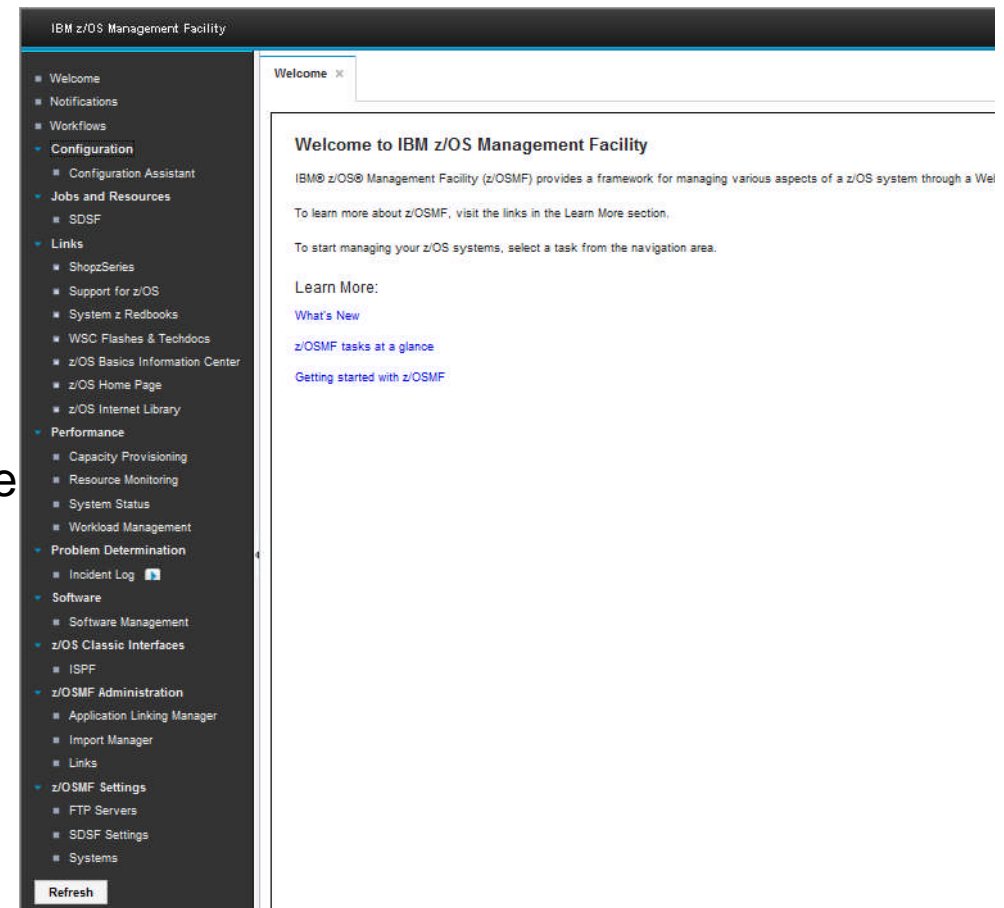 IBM z/OS Management Facility
Welcome
Notifications
Workflows
Configuration
Configuration Assistant
Jobs and Resources
SDSF
Links
ShopzSeries
Support for z/OS
System z Redbooks
WSC Flashes & Techdocs
z/OS Basics Information Center
z/OS Home Page
z/OS Internet Library
Performance
Capacity Provisioning
e
Resource Monitoring
System Status
Workload Management
Problem Determination
Incident Log
Software
Software Management
z/OS Classic Interfaces
ISPF
z/OSMF Administration
Application Linking Manager
Import Manager
Links
z/OSMF Settings
FTP Servers
SDSF Settings
Systems
Refresh
Welcome ×
Welcome to IBM z/OS Management Facility
IBM® z/OS® Management Facility (z/OSMF) provides a framework for managing various aspects of a z/OS system through a We
To learn more about z/OSMF, visit the links in the Learn More section.
To start managing your z/OS systems, select a task from the navigation area.
Learn More:
What's New
z/OSMF tasks at a glance
Getting started with z/OSMF